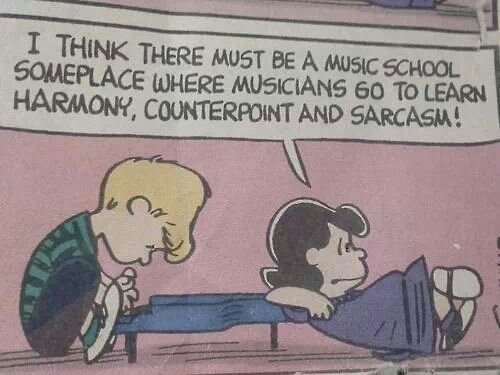 I THINK THERE MUST BE A MUSIC SCHOOL
SOMEPLACE WHERE MUSICIANS GO TO LEARN
HARMONY, COUNTERPOINT AND SARCASM!